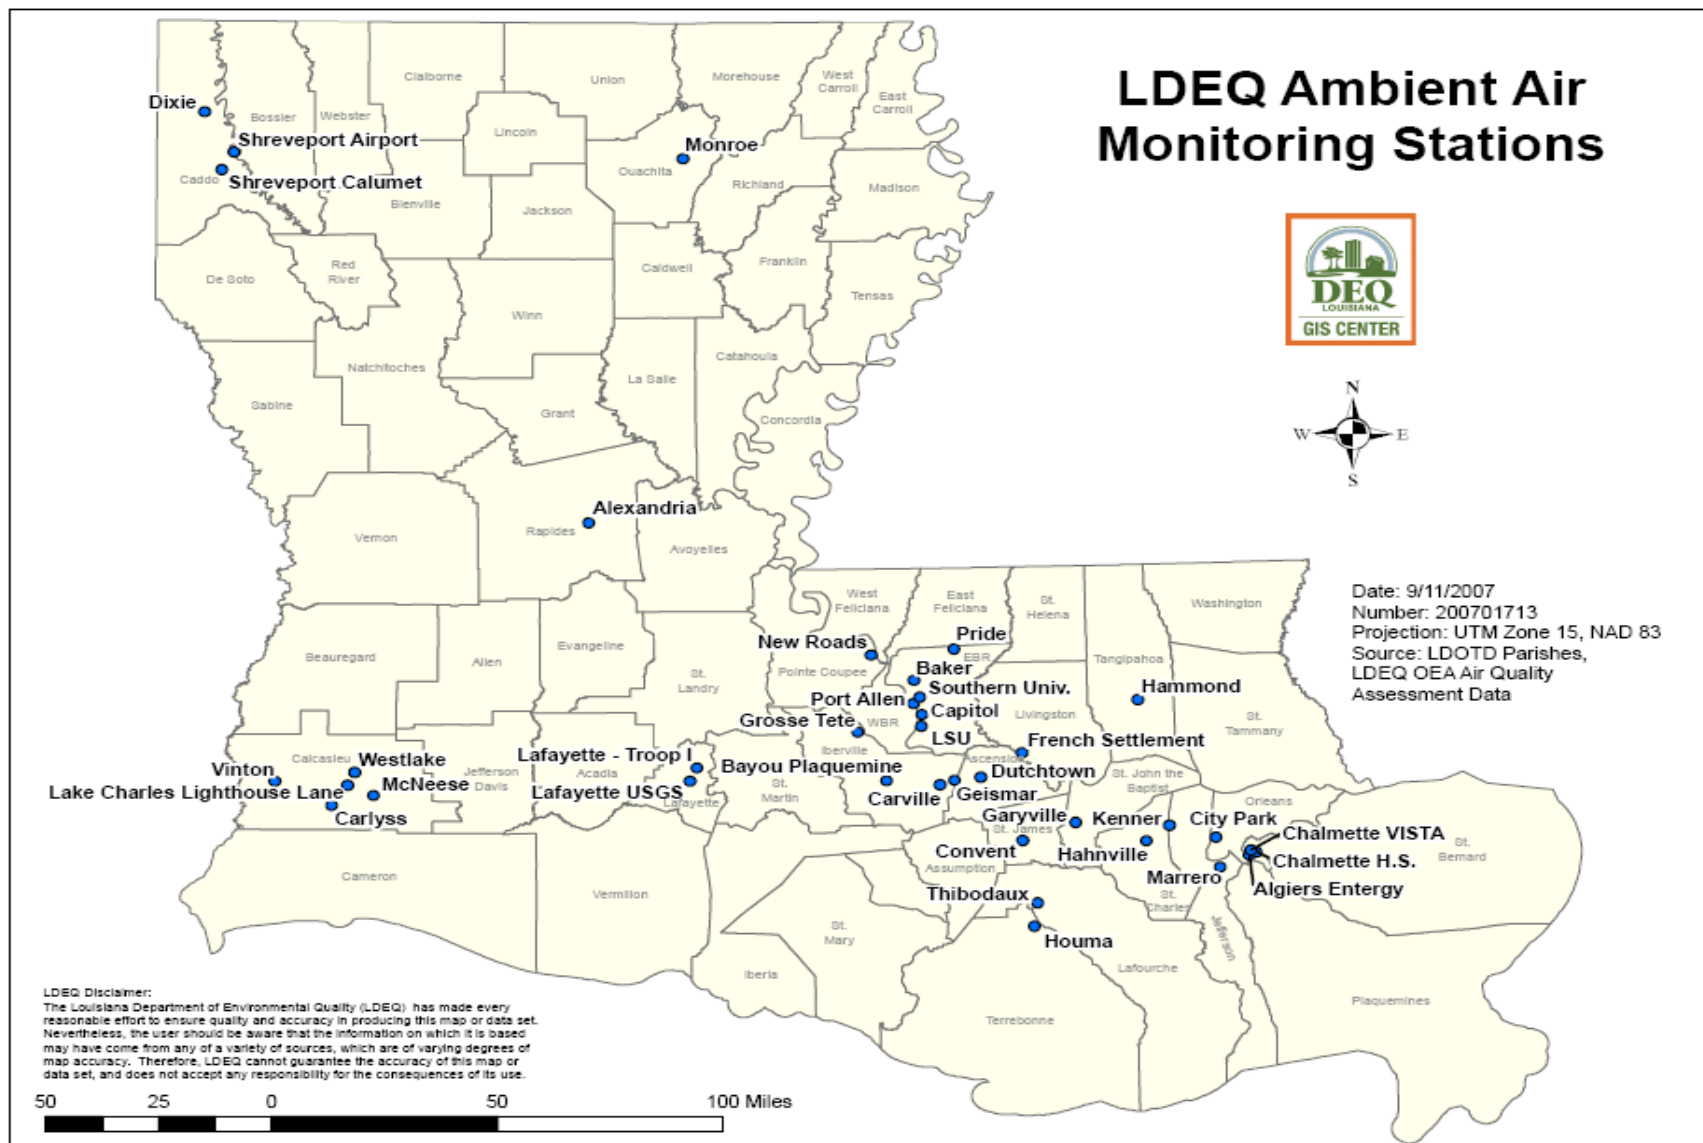 LDEQ Ambient Air
Monitoring Stations
DEQ
LOUISIANA
GIS CENTER
N
W
E
S
Date: 9/11/2007
Number: 200701713
Projection: UTM Zone 15, NAD 83
Source: LDOTD Parishes,
LDEQ OEA Air Quality
Assessment Data
Claiborne
Union
Morehouse
West
Carroll
East
Carroll
Dixie
Bossier
Webster
Lincoln
Shreveport Airport
Monroe
Ouachita
Caddo
Shreveport Calumet
Richland
Madison
Bienville
Jackson
De Soto
Red
River
Caldwell
Franklin
Tensas
Winn
Natchitoches
La Salle
Catahoula
Sabine
Grant
Concordia
Alexandria
Rapides
Vernon
Avoyelles
West
Feliciana
East
Feliciana
St.
Helena
Washington
New Roads
Pride
EBR
Evangeline
Beauregard
Allen
St.
Landry
Pointe Coupee
Baker
Tangipahoa
Southern Univ.
Hammond
Port Allen
Capitol
Livingston
Grosse Tete
WBR
LSU
St.
Tammany
French Settlement
Iberville
Ascension
Calcasieu
Westlake
Lafayette - Troop I
Bayou Plaquemine
Dutchtown
Vinton
McNeese
Jefferson
Davis
Acadia
St. John the
Baptist
Lake Charles Lighthouse Lane
Lafayette USGS
Lafayette
St.
Martin
Carville
Geismar
Orleans
Carlyss
Garyville
Kenner
City Park
St. James
Chalmette VISTA
Convent
Hahnville
St.
Bernard
Chalmette H.S.
Assumption
Marrero
Algiers Entergy
Cameron
Vermilion
Thibodaux
St.
Charles
St.
Mary
Houma
Jefferson
Iberia
Lafourche
Plaquemines
Terrebonne
LDEQ Disclaimer:
The Louisiana Department of Environmental Quality (LDEQ) has made every
reasonable effort to ensure quality and accuracy in producing this map or data set.
Nevertheless, the user should be aware that the information on which it is based
may have come from any of a variety of sources, which are of varying degrees of
map accuracy. Therefore, LDEQ cannot guarantee the accuracy of this map or
data set, and does not accept any responsibility for the consequences of its use.
50 25 0 50 100 Miles